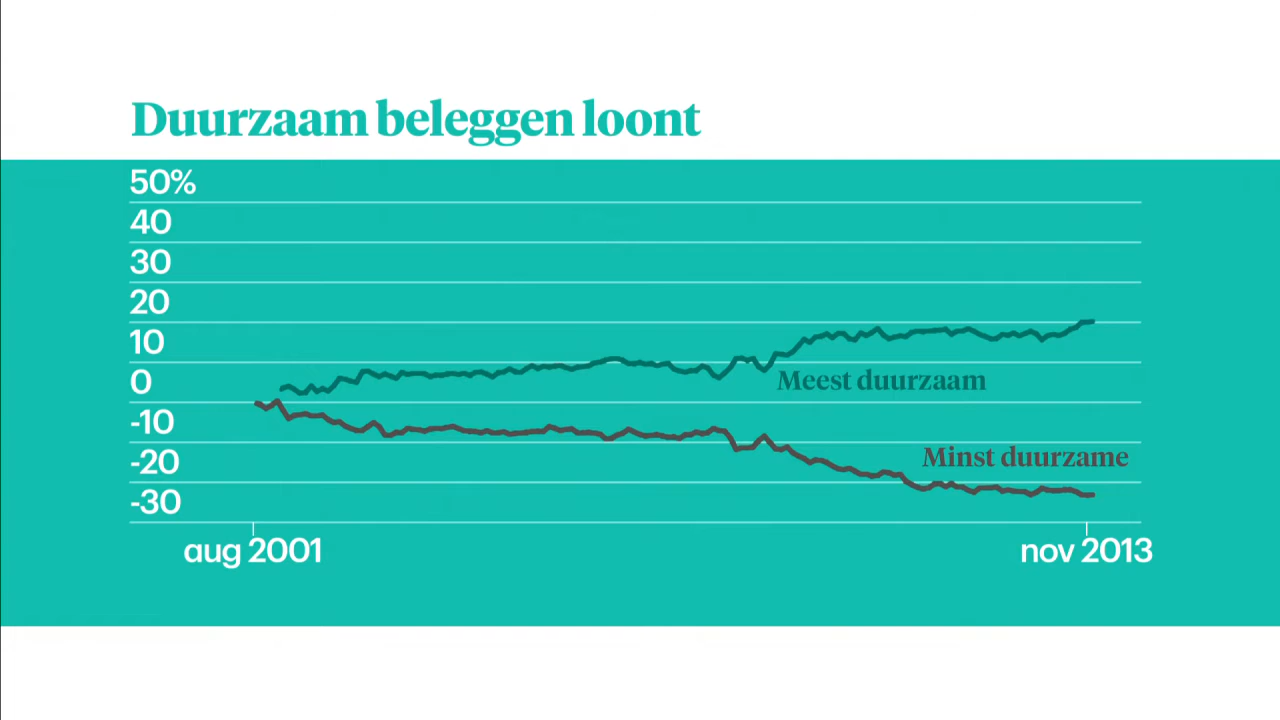 Duurzaam beleggen loont
50%
40
30
20
10
0
-10
-20
-30
Meest duurzaam
Minst duurzame
aug 2001
nov 2013